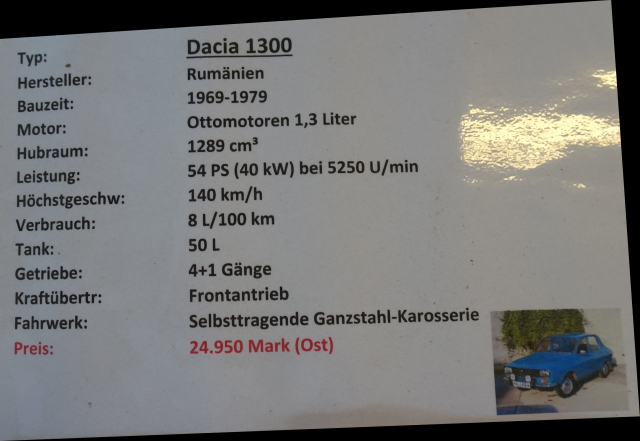 Typ: Dacia 1300
Hersteller: Rumänien
Bauzeit: 1969-1979
Motor: Ottomotoren 1,3 Liter
Hubraum: 1289 cm³
Leistung: 54 PS (40 kW) bei 5250 U/min
Höchstgeschw: 140 km/h
Verbrauch: 8 L/100 km
Tank: 50 L
Getriebe: 4+1 Gänge
Kraftübertr: Frontantrieb
Fahrwerk: Selbsttragende Ganzstahl-Karosserie
Preis: 24.950 Mark (Ost)